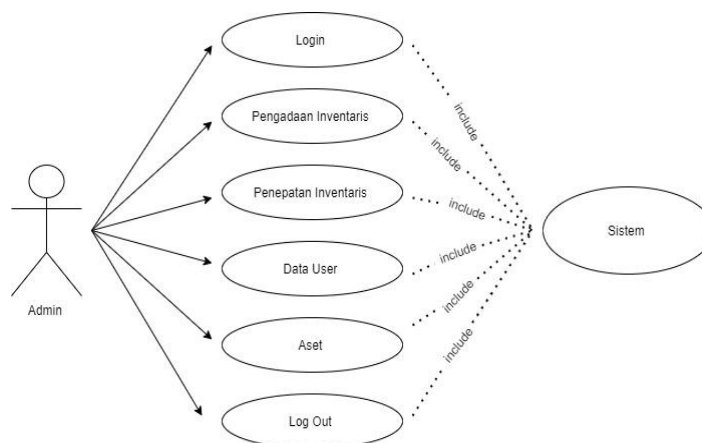 Login
Pengadaan Inventaris
Penepatan Inventaris
Data User
Aset
Log Out
Admin
include
include
include
include
include
include
Sistem